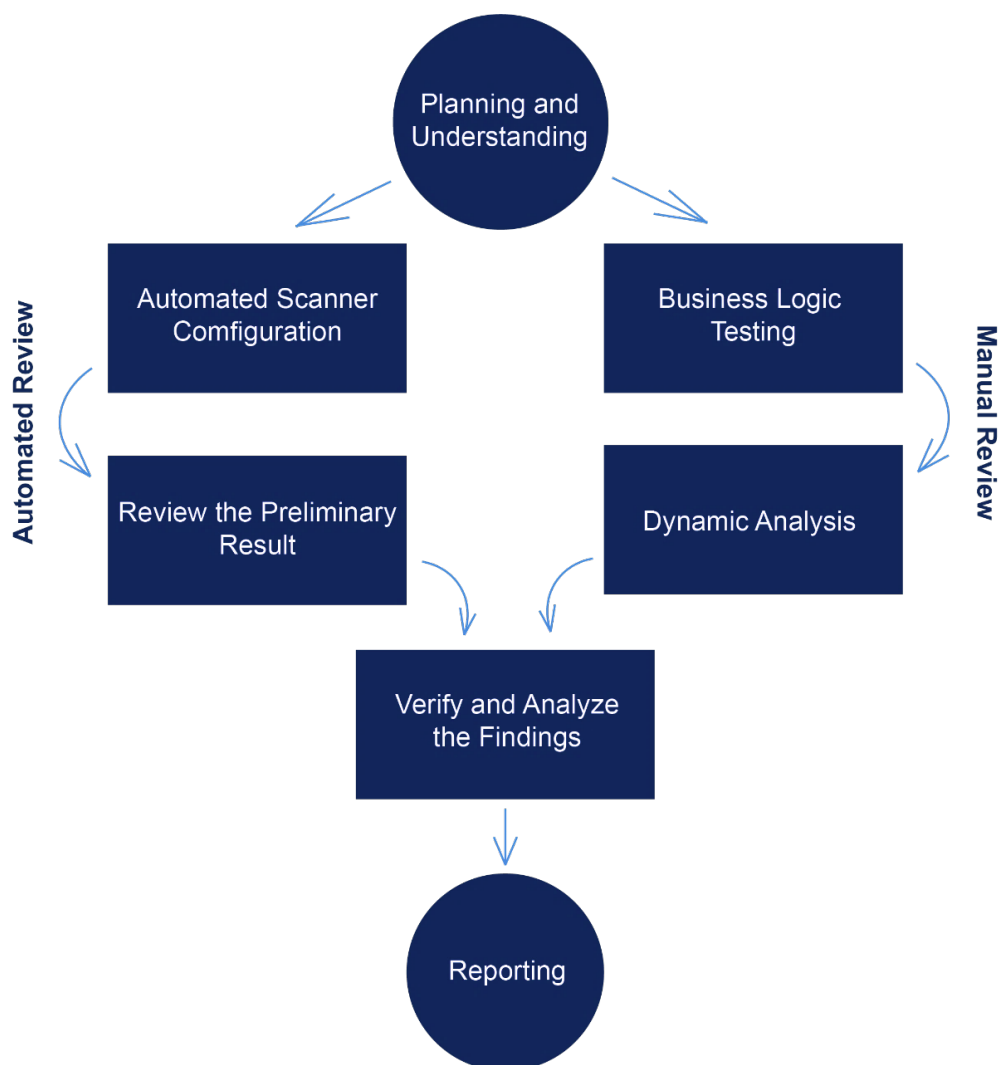 Planning and
Understanding
Automated Scanner
Comfiguration
Business Logic
Testing
Automated Review
Manual Review
Review the Preliminary
Result
Dynamic Analysis
Verify and Analyze
the Findings
Reporting